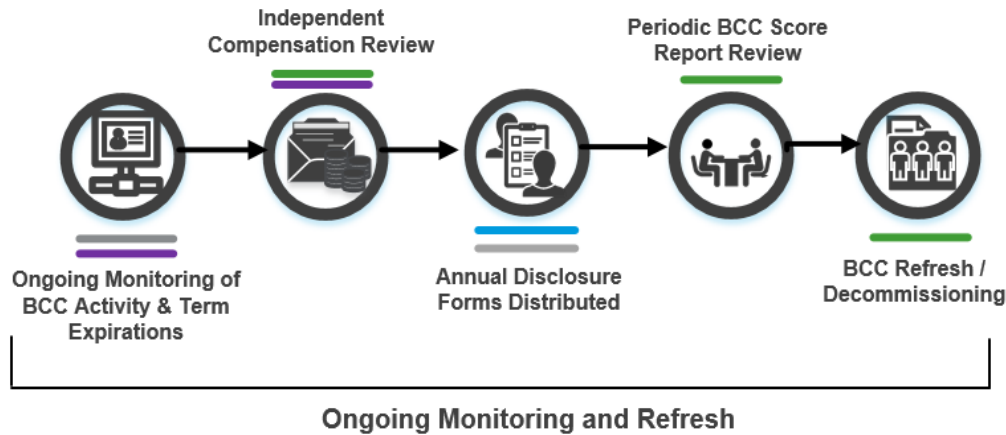 Independent
Compensation Review
Periodic BCC Score
Report Review
Ongoing Monitoring of
BCC Activity & Term
Expirations
Annual Disclosure
Forms Distributed
BCC Refresh /
Decommissioning
Ongoing Monitoring and Refresh